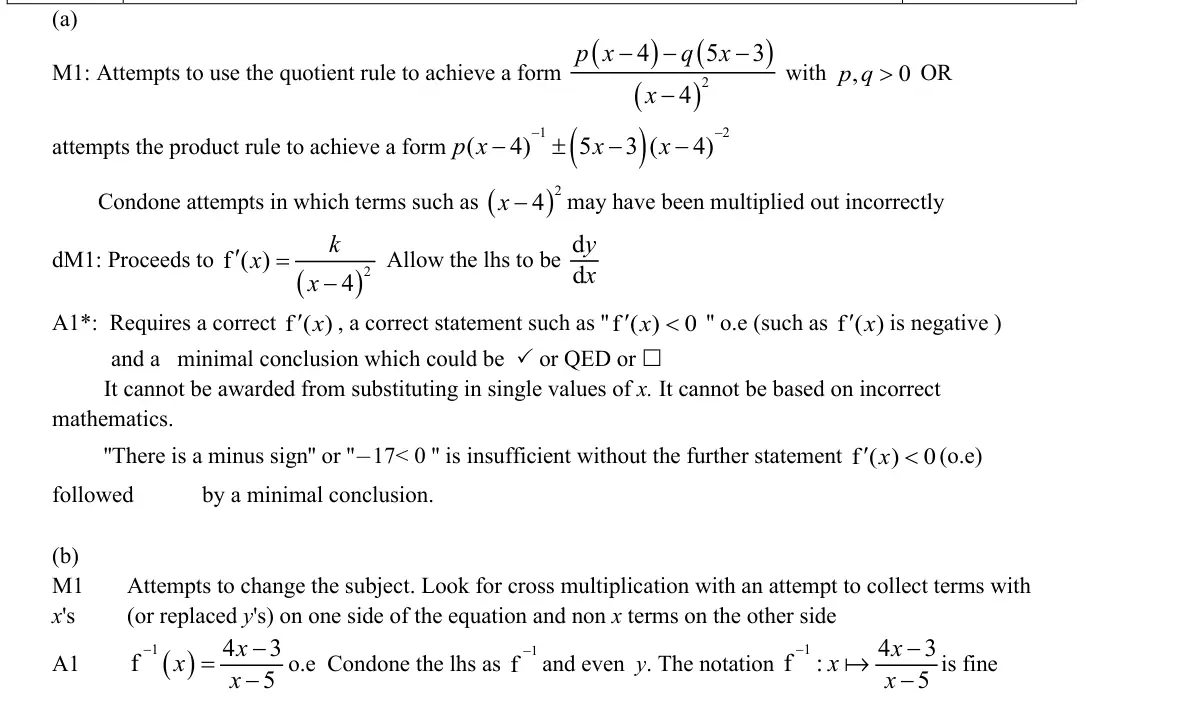 (a)
M1: Attempts to use the quotient rule to achieve a form \frac{p(x-4)-q(5x-3)}{(x-4)^2} with p,q > 0 OR
attempts the product rule to achieve a form p(x-4)^{-1} ± (5x-3)(x-4)^{-2}
Condone attempts in which terms such as (x-4)^2 may have been multiplied out incorrectly
dM1: Proceeds to f'(x) = \frac{k}{(x-4)^2} Allow the lhs to be \frac{dy}{dx}
A1*: Requires a correct f'(x), a correct statement such as "f'(x) < 0 " o.e (such as f'(x) is negative )
and a minimal conclusion which could be ✓ or QED or □
It cannot be awarded from substituting in single values of x. It cannot be based on incorrect
mathematics.
"There is a minus sign" or "−17< 0 " is insufficient without the further statement f'(x) < 0 (o.e)
followed by a minimal conclusion.
(b)
M1 Attempts to change the subject. Look for cross multiplication with an attempt to collect terms with
x's (or replaced y's) on one side of the equation and non x terms on the other side
A1 f^{-1}(x) = \frac{4x-3}{x-5} o.e Condone the lhs as f^{-1} and even y. The notation f^{-1} : x ↦ \frac{4x-3}{x-5} is fine